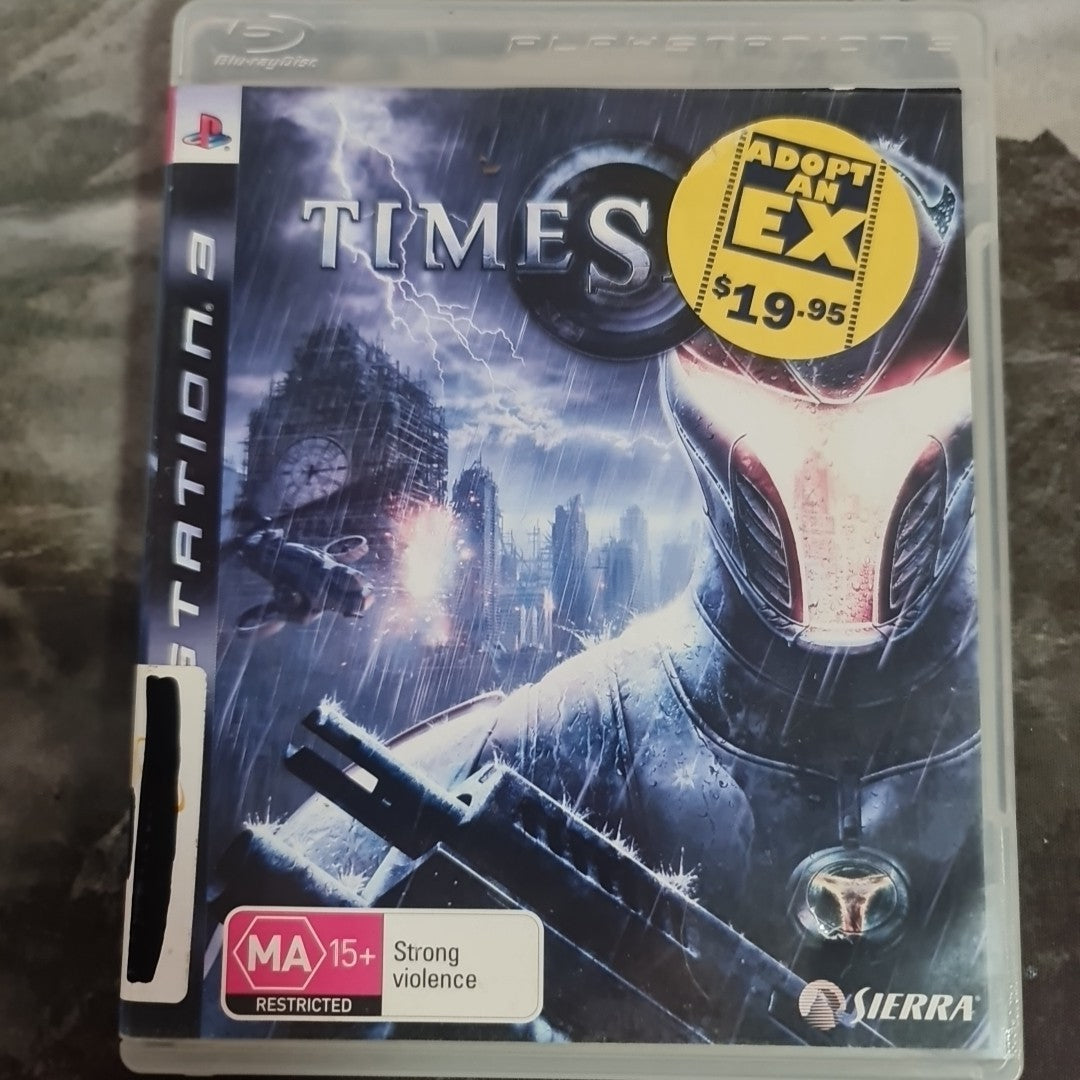 Blu-ray Disc
PLAYSTATION 3
STATION. 3
TIMES
ADOPT
AN
EX
$19.95
MA 15+
RESTRICTED
Strong
violence
SIERRA